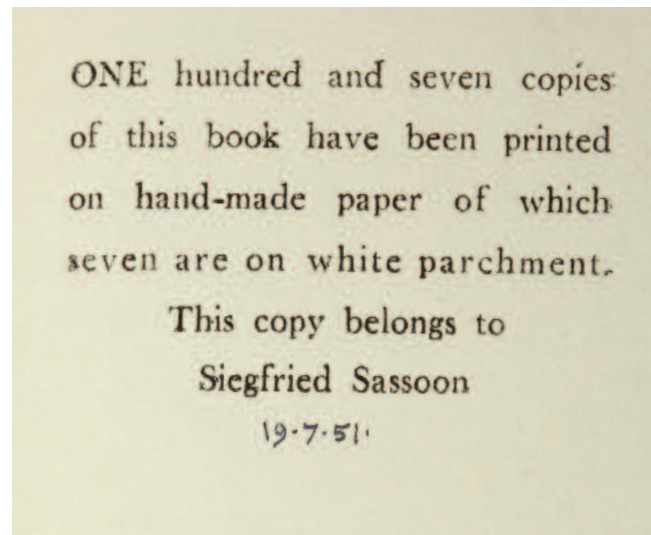 ONE hundred and seven copies
of this book have been printed
on hand-made paper of which
seven are on white parchment.
This copy belongs to
Siegfried Sassoon
19·7·51·